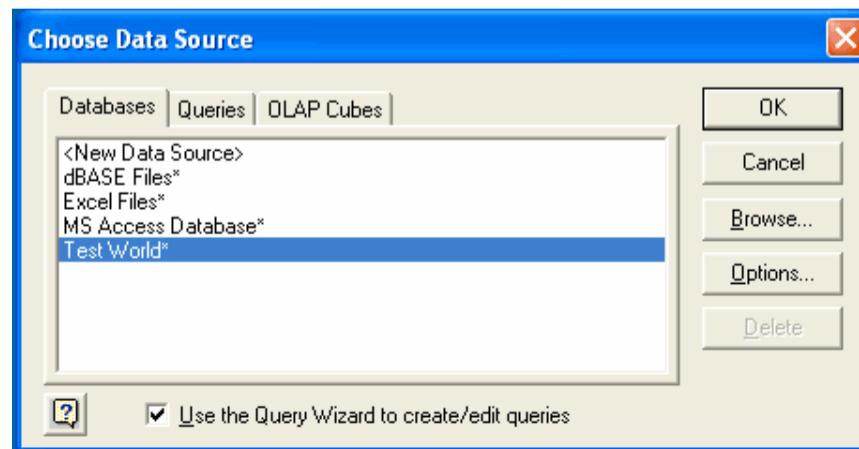 Choose Data Source
Databases Queries OLAP Cubes
<New Data Source>
dBASE Files*
Excel Files*
MS Access Database*
Test World*
OK
Cancel
Browse...
Options...
Delete
Use the Query Wizard to create/edit queries